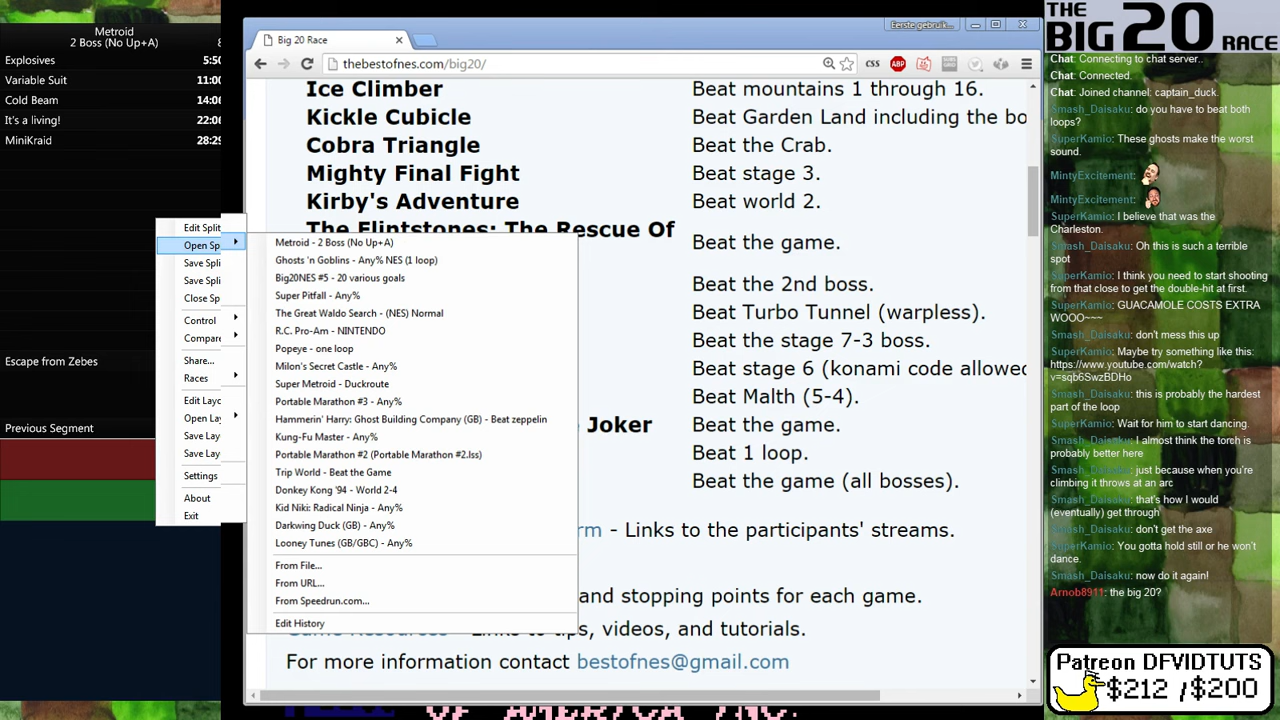 Metroid
2 Boss (No Up+A)
Explosives 5:50
Variable Suit 11:00
Cold Beam 14:06
It's a living! 22:06
MiniKraid 28:29
Escape from Zebes
Previous Segment
Edit Split
Open Sp
Save Spli
Save Spli
Close Sp
Control
Compare
Share...
Races
Edit Layo
Open La
Save Lay
Save Lay
Settings
About
Exit
Metroid - 2 Boss (No Up+A)
Ghosts 'n Goblins - Any% NES (1 loop)
Big20NES #5 - 20 various goals
Super Pitfall - Any%
The Great Waldo Search - (NES) Normal
R.C. Pro-Am - NINTENDO
Popeye - one loop
Milon's Secret Castle - Any%
Super Metroid - Duckroute
Portable Marathon #3 - Any%
Hammerin' Harry: Ghost Building Company (GB) - Beat zeppelin
Kung-Fu Master - Any%
Portable Marathon #2 (Portable Marathon #2.lss)
Trip World - Beat the Game
Donkey Kong '94 - World 2-4
Kid Niki: Radical Ninja - Any%
Darkwing Duck (GB) - Any%
Looney Tunes (GB/GBC) - Any%
From File...
From URL...
From Speedrun.com...
Edit History
Eerste gebruik...
Big 20 Race
thebestofnes.com/big20/
CSS
ABP
Ice Climber Beat mountains 1 through 16.
Kickle Cubicle Beat Garden Land including the bo
Cobra Triangle Beat the Crab.
Mighty Final Fight Beat stage 3.
Kirby's Adventure Beat world 2.
The Flintstones: The Rescue Of
Beat the game.
Beat the 2nd boss.
Beat Turbo Tunnel (warpless).
Beat the stage 7-3 boss.
Beat stage 6 (konami code allowed
Beat Malth (5-4).
Joker Beat the game.
Beat 1 loop.
Beat the game (all bosses).
rm - Links to the participants' streams.
and stopping points for each game.
Game Resources - Links to tips, videos, and tutorials.
For more information contact bestofnes@gmail.com
OF AMERICA INC.
THE
BIG 20 RACE
Chat: Connecting to chat server..
Chat: Connected.
Chat: Joined channel: captain_duck.
Smash_Daisaku: do you have to beat both
loops?
SuperKamio: These ghosts make the worst
sound.
MintyExcitement:
MintyExcitement:
SuperKamio: I believe that was the
Charleston.
Smash_Daisaku: Oh this is such a terrible
spot
SuperKamio: I think you need to start shooting
from that close to get the double-hit at first.
SuperKamio: GUACAMOLE COSTS EXTRA
WOOO~~~
Smash_Daisaku: don't mess this up
SuperKamio: Maybe try something like this:
https://www.youtube.com/watch?
v=sqb6SwzBDHo
Smash_Daisaku: this is probably the hardest
part of the loop
SuperKamio: Wait for him to start dancing.
Smash_Daisaku: I almost think the torch is
probably better here
Smash_Daisaku: just because when you're
climbing it throws at an arc
Smash_Daisaku: that's how I would
(eventually) get through
Smash_Daisaku: don't get the axe
SuperKamio: You gotta hold still or he won't
dance.
Smash_Daisaku: now do it again!
Arnob8911: the big 20?
Patreon DFVIDTUTS
$212 /$200